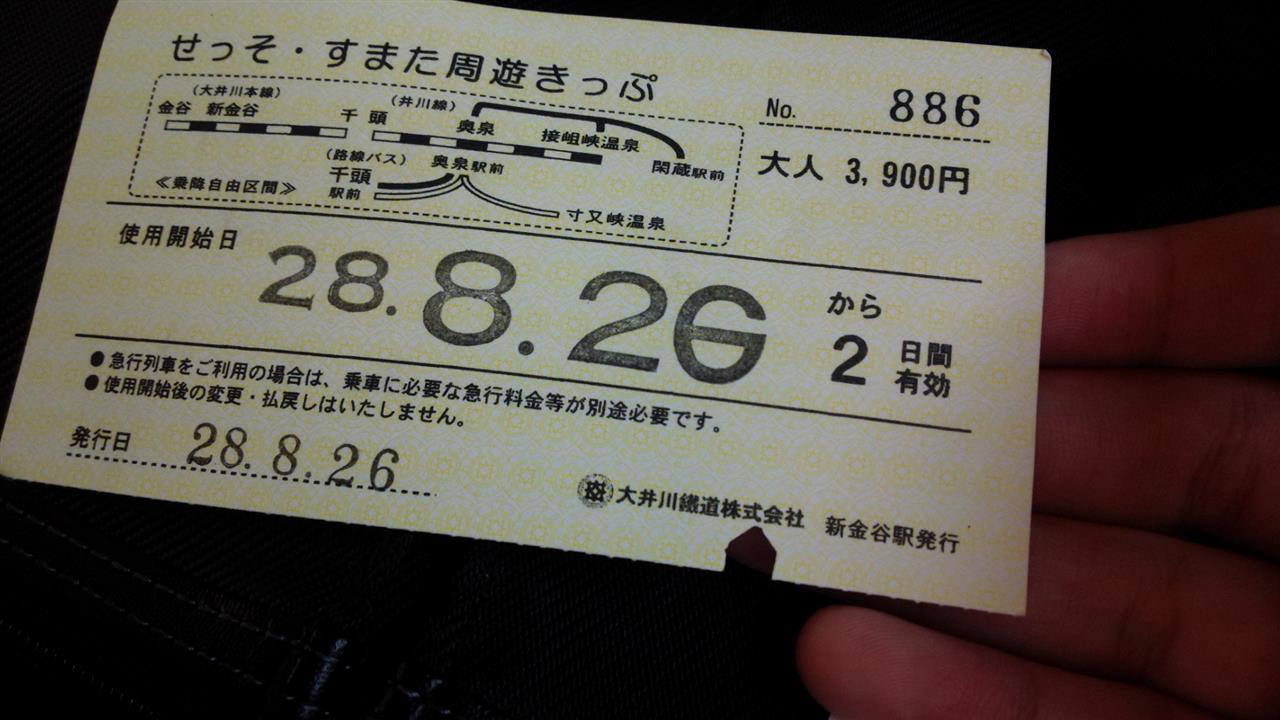 せっそ・すまた周遊きっぷ
No. 886
(大井川本線)
金谷 新金谷
千頭
(井川線)
奥泉
接岨峡温泉
閑蔵駅前
大人 3,900円
(路線バス)
奥泉駅前
千頭
駅前
≪乗降自由区間≫
寸又峡温泉
使用開始日
28.8.26
から
2 日間
有効
●急行列車をご利用の場合は、乗車に必要な急行料金等が別途必要です。
●使用開始後の変更・払戻しはいたしません。
発行日 28.8.26
大井川鐵道株式会社 新金谷駅発行